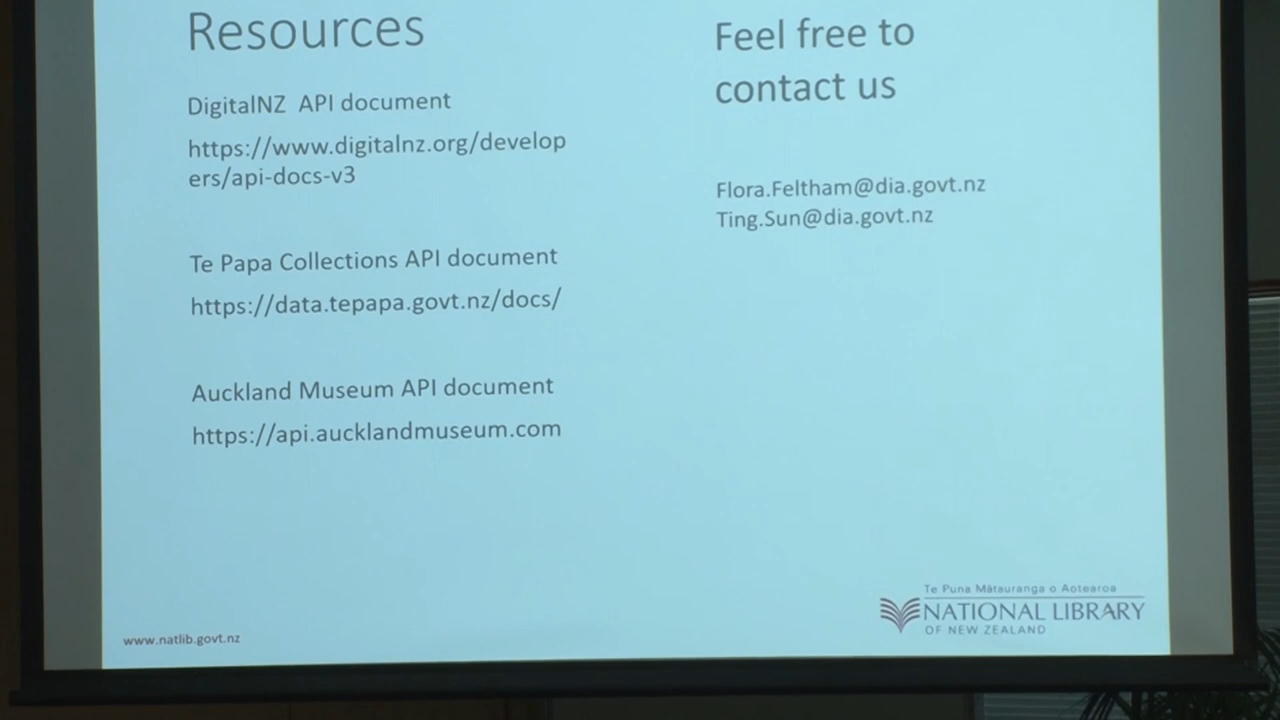 Resources
DigitalNZ API document
https://www.digitalnz.org/develop
ers/api-docs-v3
Te Papa Collections API document
https://data.tepapa.govt.nz/docs/
Auckland Museum API document
https://api.aucklandmuseum.com
Feel free to
contact us
Flora.Feltham@dia.govt.nz
Ting.Sun@dia.govt.nz
www.natlib.govt.nz
Te Puna Mātauranga o Aotearoa
NATIONAL LIBRARY
OF NEW ZEALAND